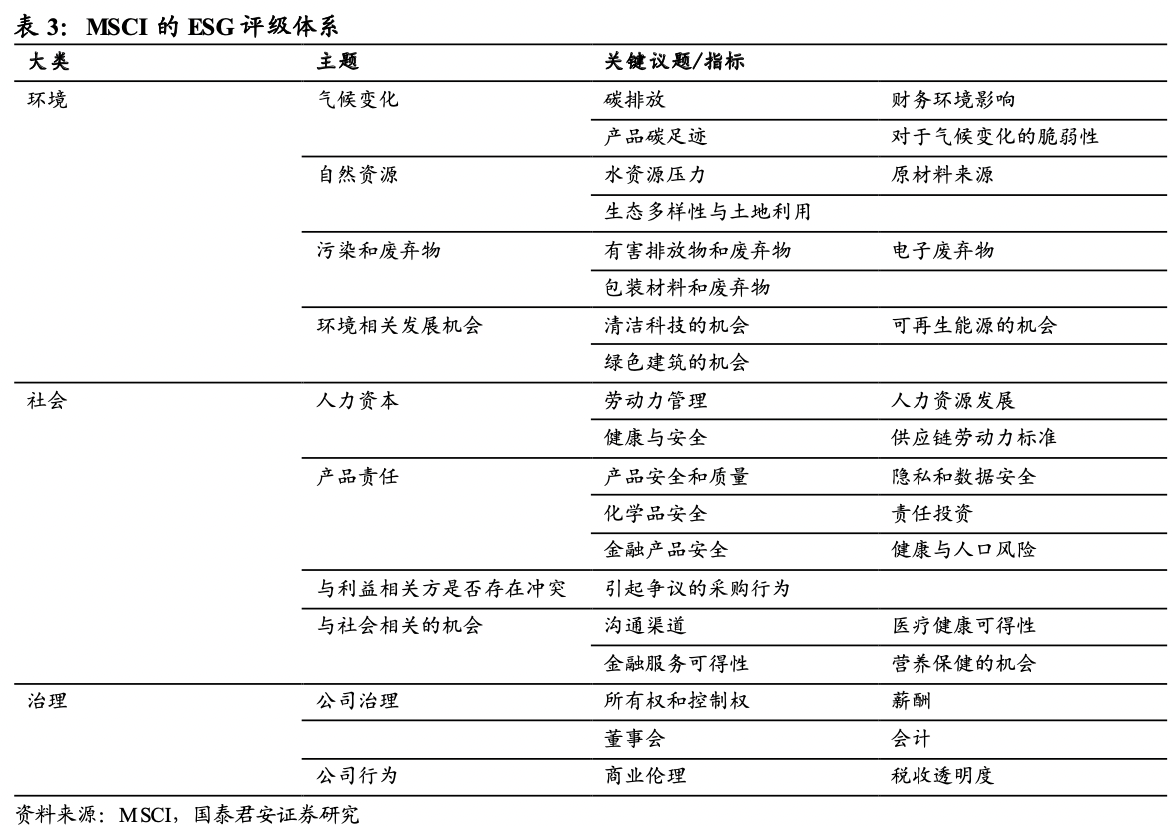 表 3：MSCI 的 ESG 评级体系
大类 主题 关键议题/指标
环境 气候变化 碳排放 财务环境影响
产品碳足迹 对于气候变化的脆弱性
自然资源 水资源压力 原材料来源
生态多样性与土地利用
污染和废弃物 有害排放物和废弃物 电子废弃物
包装材料和废弃物
环境相关发展机会 清洁科技的机会 可再生能源的机会
绿色建筑的机会
社会 人力资本 劳动力管理 人力资源发展
健康与安全 供应链劳动力标准
产品责任 产品安全和质量 隐私和数据安全
化学品安全 责任投资
金融产品安全 健康与人口风险
与利益相关方是否存在冲突 引起争议的采购行为
与社会相关的机会 沟通渠道 医疗健康可得性
金融服务可得性 营养保健的机会
治理 公司治理 所有权和控制权 薪酬
董事会 会计
公司行为 商业伦理 税收透明度
资料来源：MSCI，国泰君安证券研究